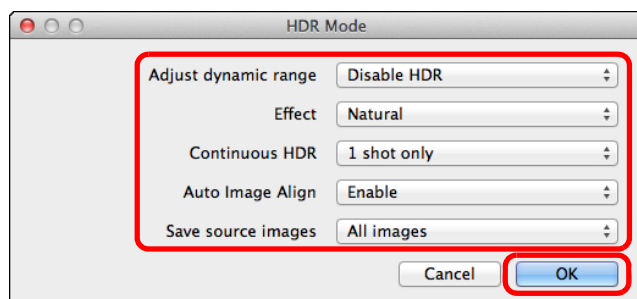 HDR Mode
Adjust dynamic range Disable HDR
Effect Natural
Continuous HDR 1 shot only
Auto Image Align Enable
Save source images All images
Cancel OK